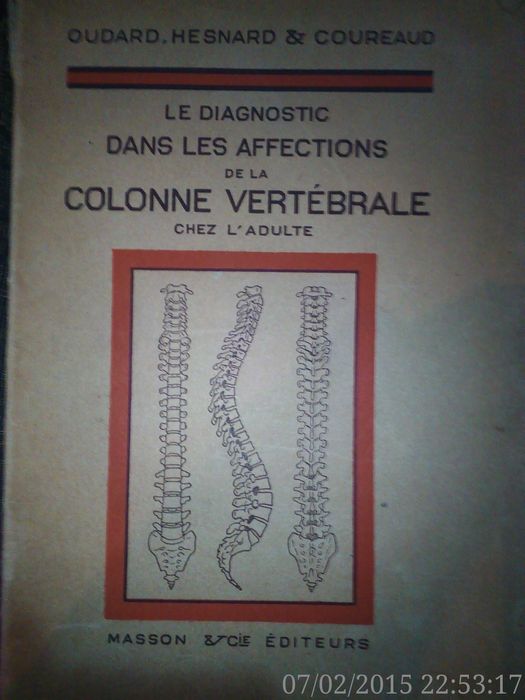 OUDARD, HESNARD & COUREAUD
LE DIAGNOSTIC
DANS LES AFFECTIONS
DE LA
COLONNE VERTÉBRALE
CHEZ L'ADULTE
MASSON & CIE ÉDITEURS
07/02/2015 22:53:17